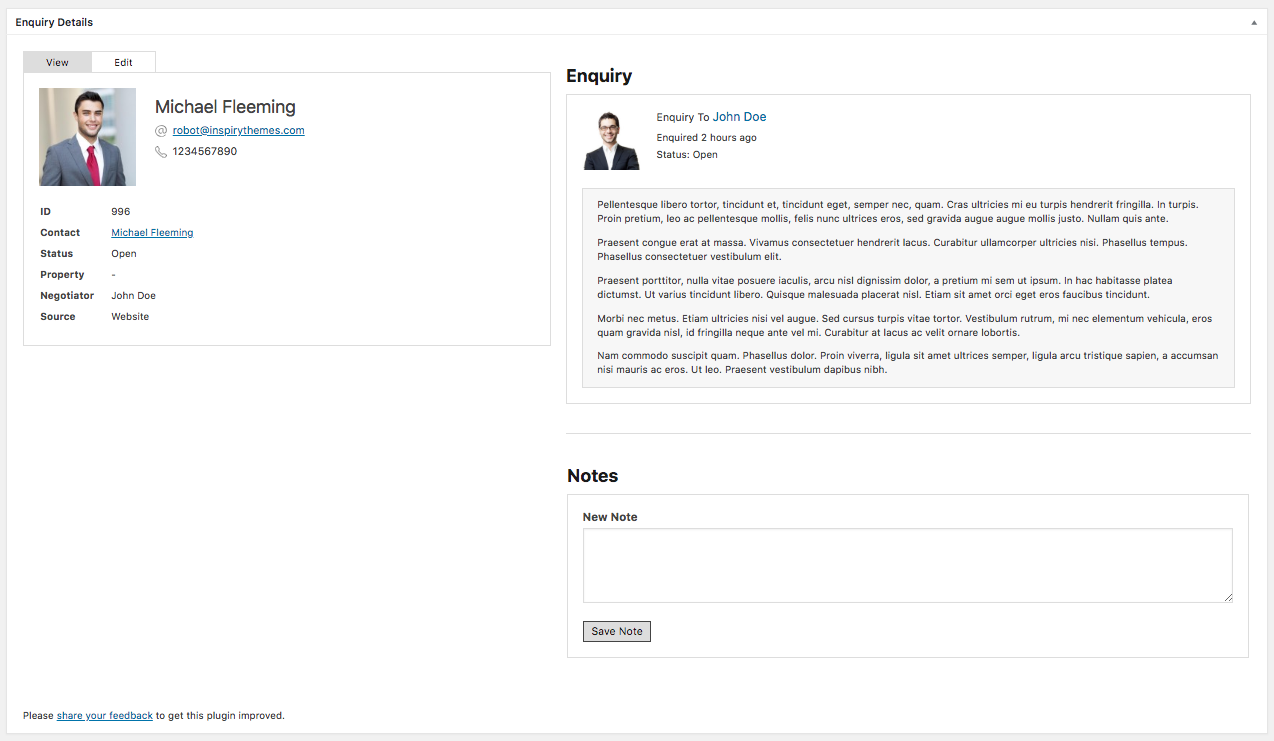 Enquiry Details
View
Edit
Michael Fleeming
robot@inspirythemes.com
1234567890
ID 996
Contact Michael Fleeming
Status Open
Property -
Negotiator John Doe
Source Website
Enquiry
Enquiry To John Doe
Enquired 2 hours ago
Status: Open
Pellentesque libero tortor, tincidunt et, tincidunt eget, semper nec, quam. Cras ultricies mi eu turpis hendrerit fringilla. In turpis.
Proin pretium, leo ac pellentesque mollis, felis nunc ultrices eros, sed gravida augue augue mollis justo. Nullam quis ante.
Praesent congue erat at massa. Vivamus consectetuer hendrerit lacus. Curabitur ullamcorper ultricies nisi. Phasellus tempus.
Phasellus consectetuer vestibulum elit.
Praesent porttitor, nulla vitae posuere iaculis, arcu nisl dignissim dolor, a pretium mi sem ut ipsum. In hac habitasse platea
dictumst. Ut varius tincidunt libero. Quisque malesuada placerat nisl. Etiam sit amet orci eget eros faucibus tincidunt.
Morbi nec metus. Etiam ultricies nisi vel augue. Sed cursus turpis vitae tortor. Vestibulum rutrum, mi nec elementum vehicula, eros
quam gravida nisl, id fringilla neque ante vel mi. Curabitur at lacus ac velit ornare lobortis.
Nam commodo suscipit quam. Phasellus dolor. Proin viverra, ligula sit amet ultrices semper, ligula arcu tristique sapien, a accumsan
nisi mauris ac eros. Ut leo. Praesent vestibulum dapibus nibh.
Notes
New Note
Save Note
Please share your feedback to get this plugin improved.